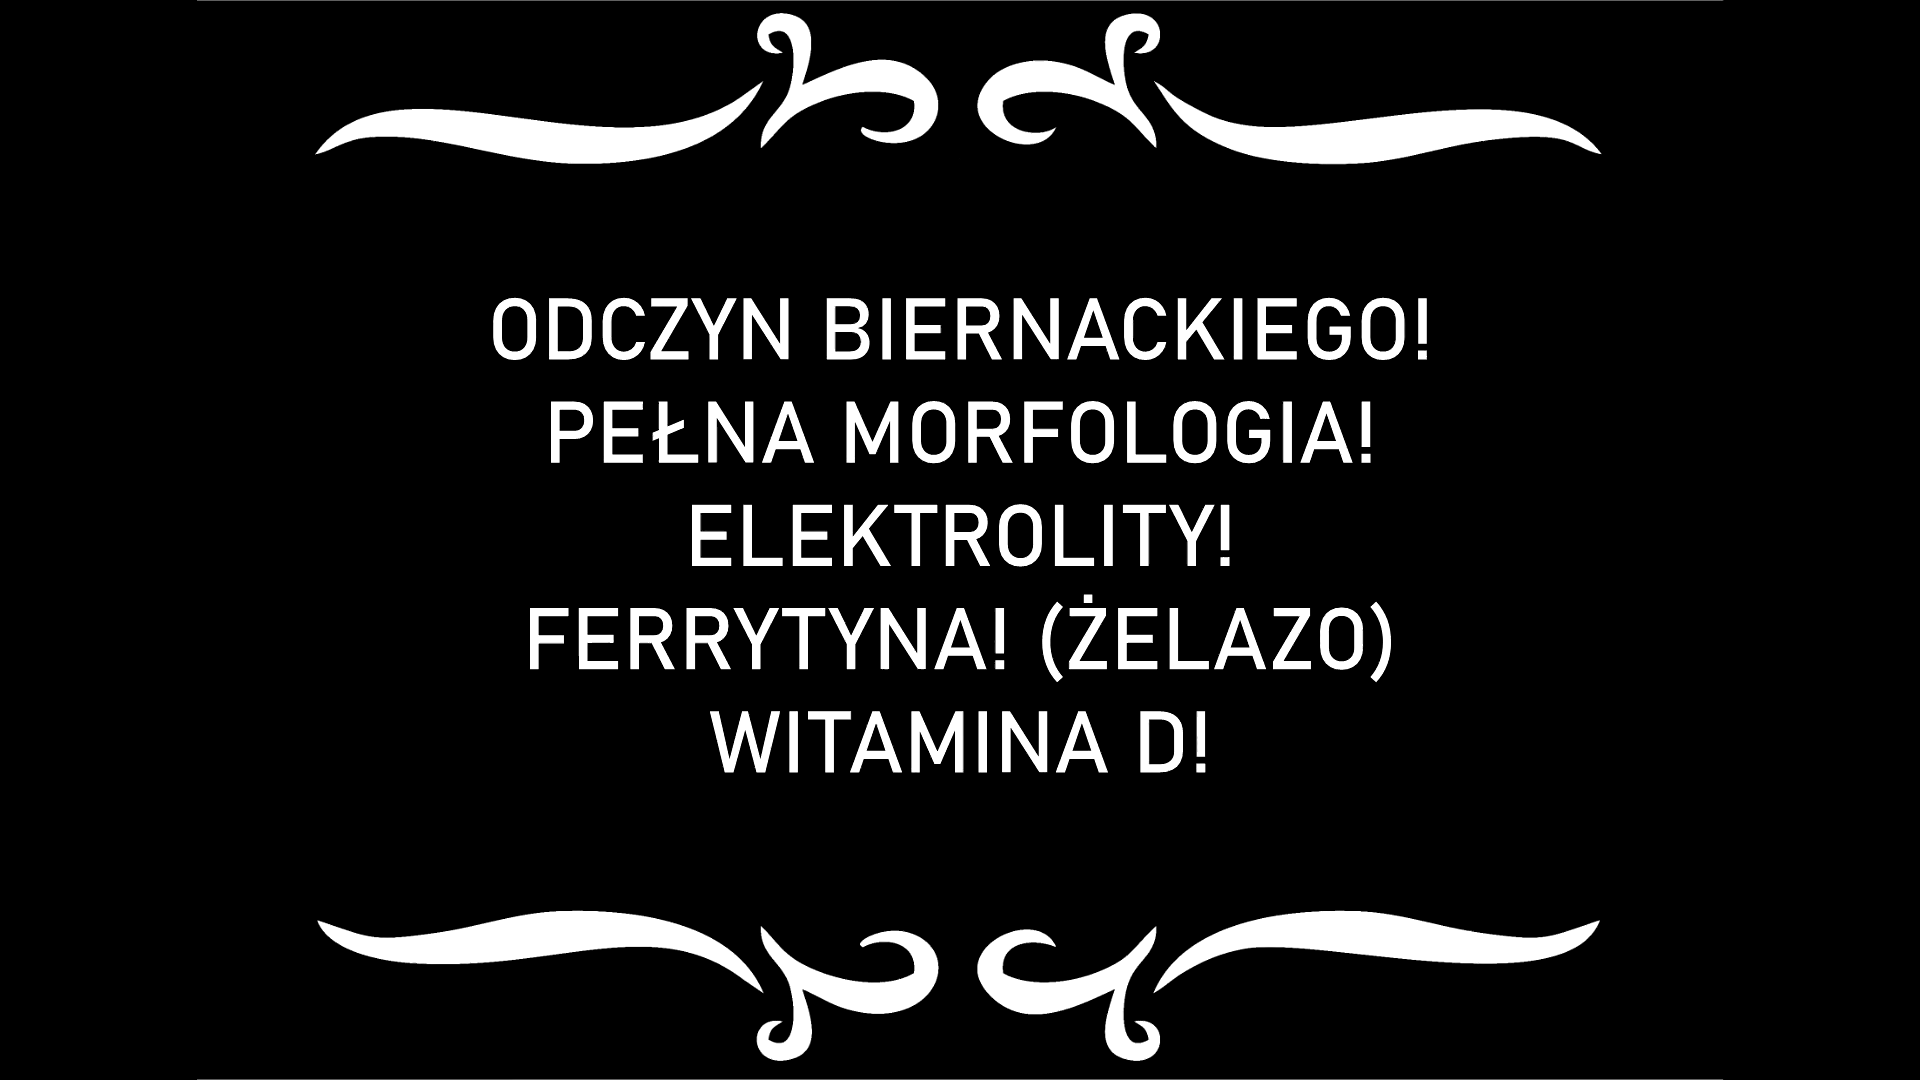 ODCZYN BIERNACKIEGO!
PEŁNA MORFOLOGIA!
ELEKTROLITY!
FERRYTYNA! (ŻELAZO)
WITAMINA D!